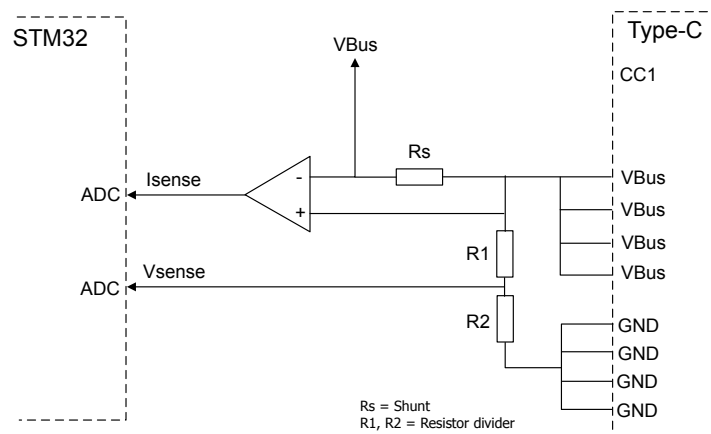 STM32
Type-C
VBus
CC1
Rs
VBus
-
Isense
ADC
VBus
+
VBus
R1
Vsense
VBus
ADC
R2
GND
GND
GND
GND
Rs = Shunt
R1, R2 = Resistor divider